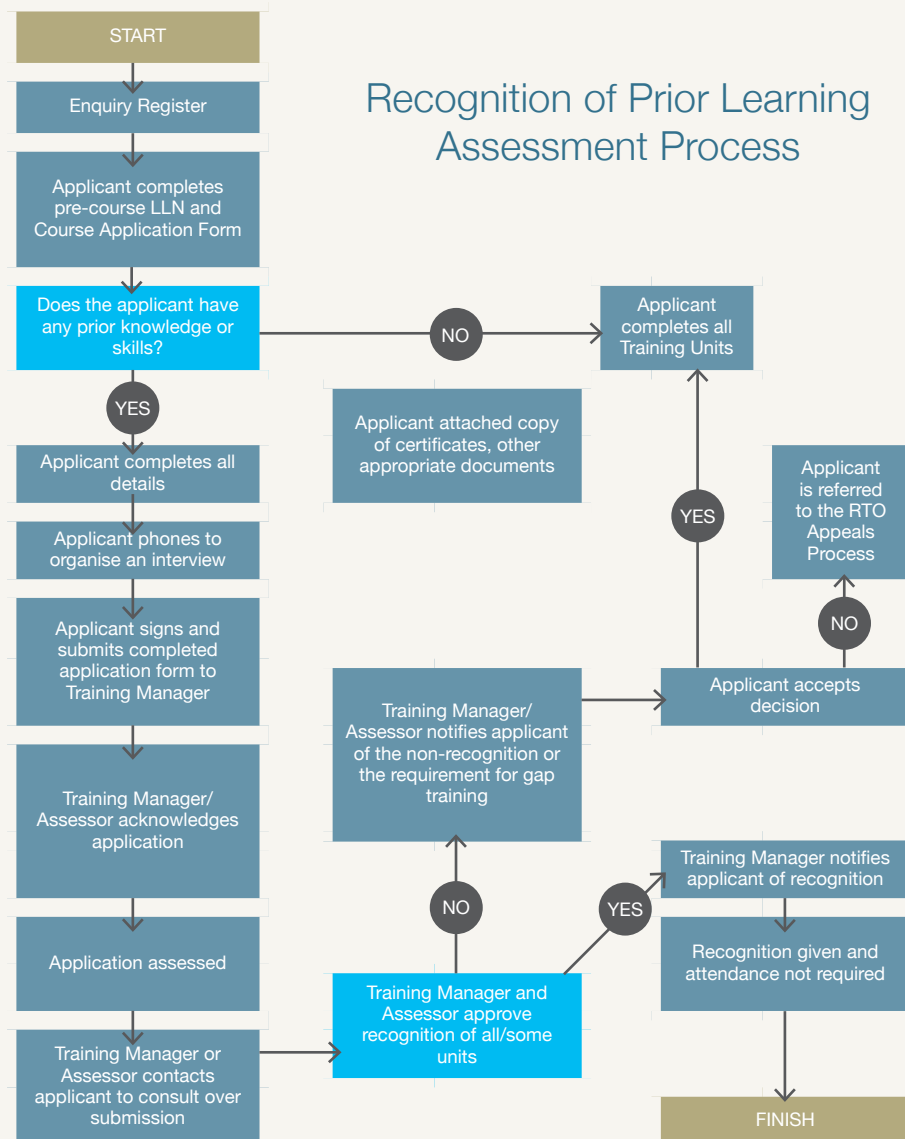 START
Recognition of Prior Learning
Assessment Process
Enquiry Register
Applicant completes
pre-course LLN and
Course Application Form
Does the applicant have
any prior knowledge or
skills?
NO
Applicant
completes all
Training Units
YES
Applicant attached copy
of certificates, other
appropriate documents
Applicant completes all
details
Applicant phones to
organise an interview
YES
Applicant
is referred
to the RTO
Appeals
Process
NO
Applicant signs and
submits completed
application form to
Training Manager
Training Manager/
Assessor notifies applicant
of the non-recognition or
the requirement for gap
training
Applicant accepts
decision
Training Manager/
Assessor acknowledges
application
NO
YES
Training Manager notifies
applicant of recognition
Application assessed
Training Manager and
Assessor approve
recognition of all/some
units
Recognition given and
attendance not required
Training Manager or
Assessor contacts
applicant to consult over
submission
FINISH